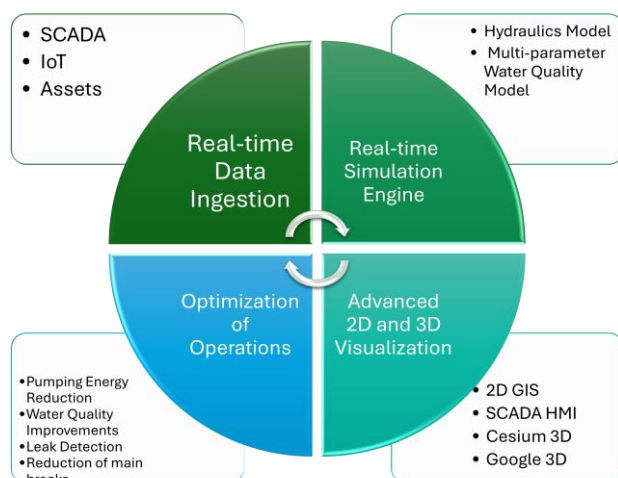 • SCADA
• IoT
• Assets
• Hydraulics Model
• Multi-parameter
Water Quality
Model
Real-time
Data
Ingestion
Real-time
Simulation
Engine
Optimization
of
Operations
Advanced
2D and 3D
Visualization
•Pumping Energy
Reduction
•Water Quality
Improvements
•Leak Detection
•Reduction of main
breaks
• 2D GIS
• SCADA HMI
• Cesium 3D
• Google 3D